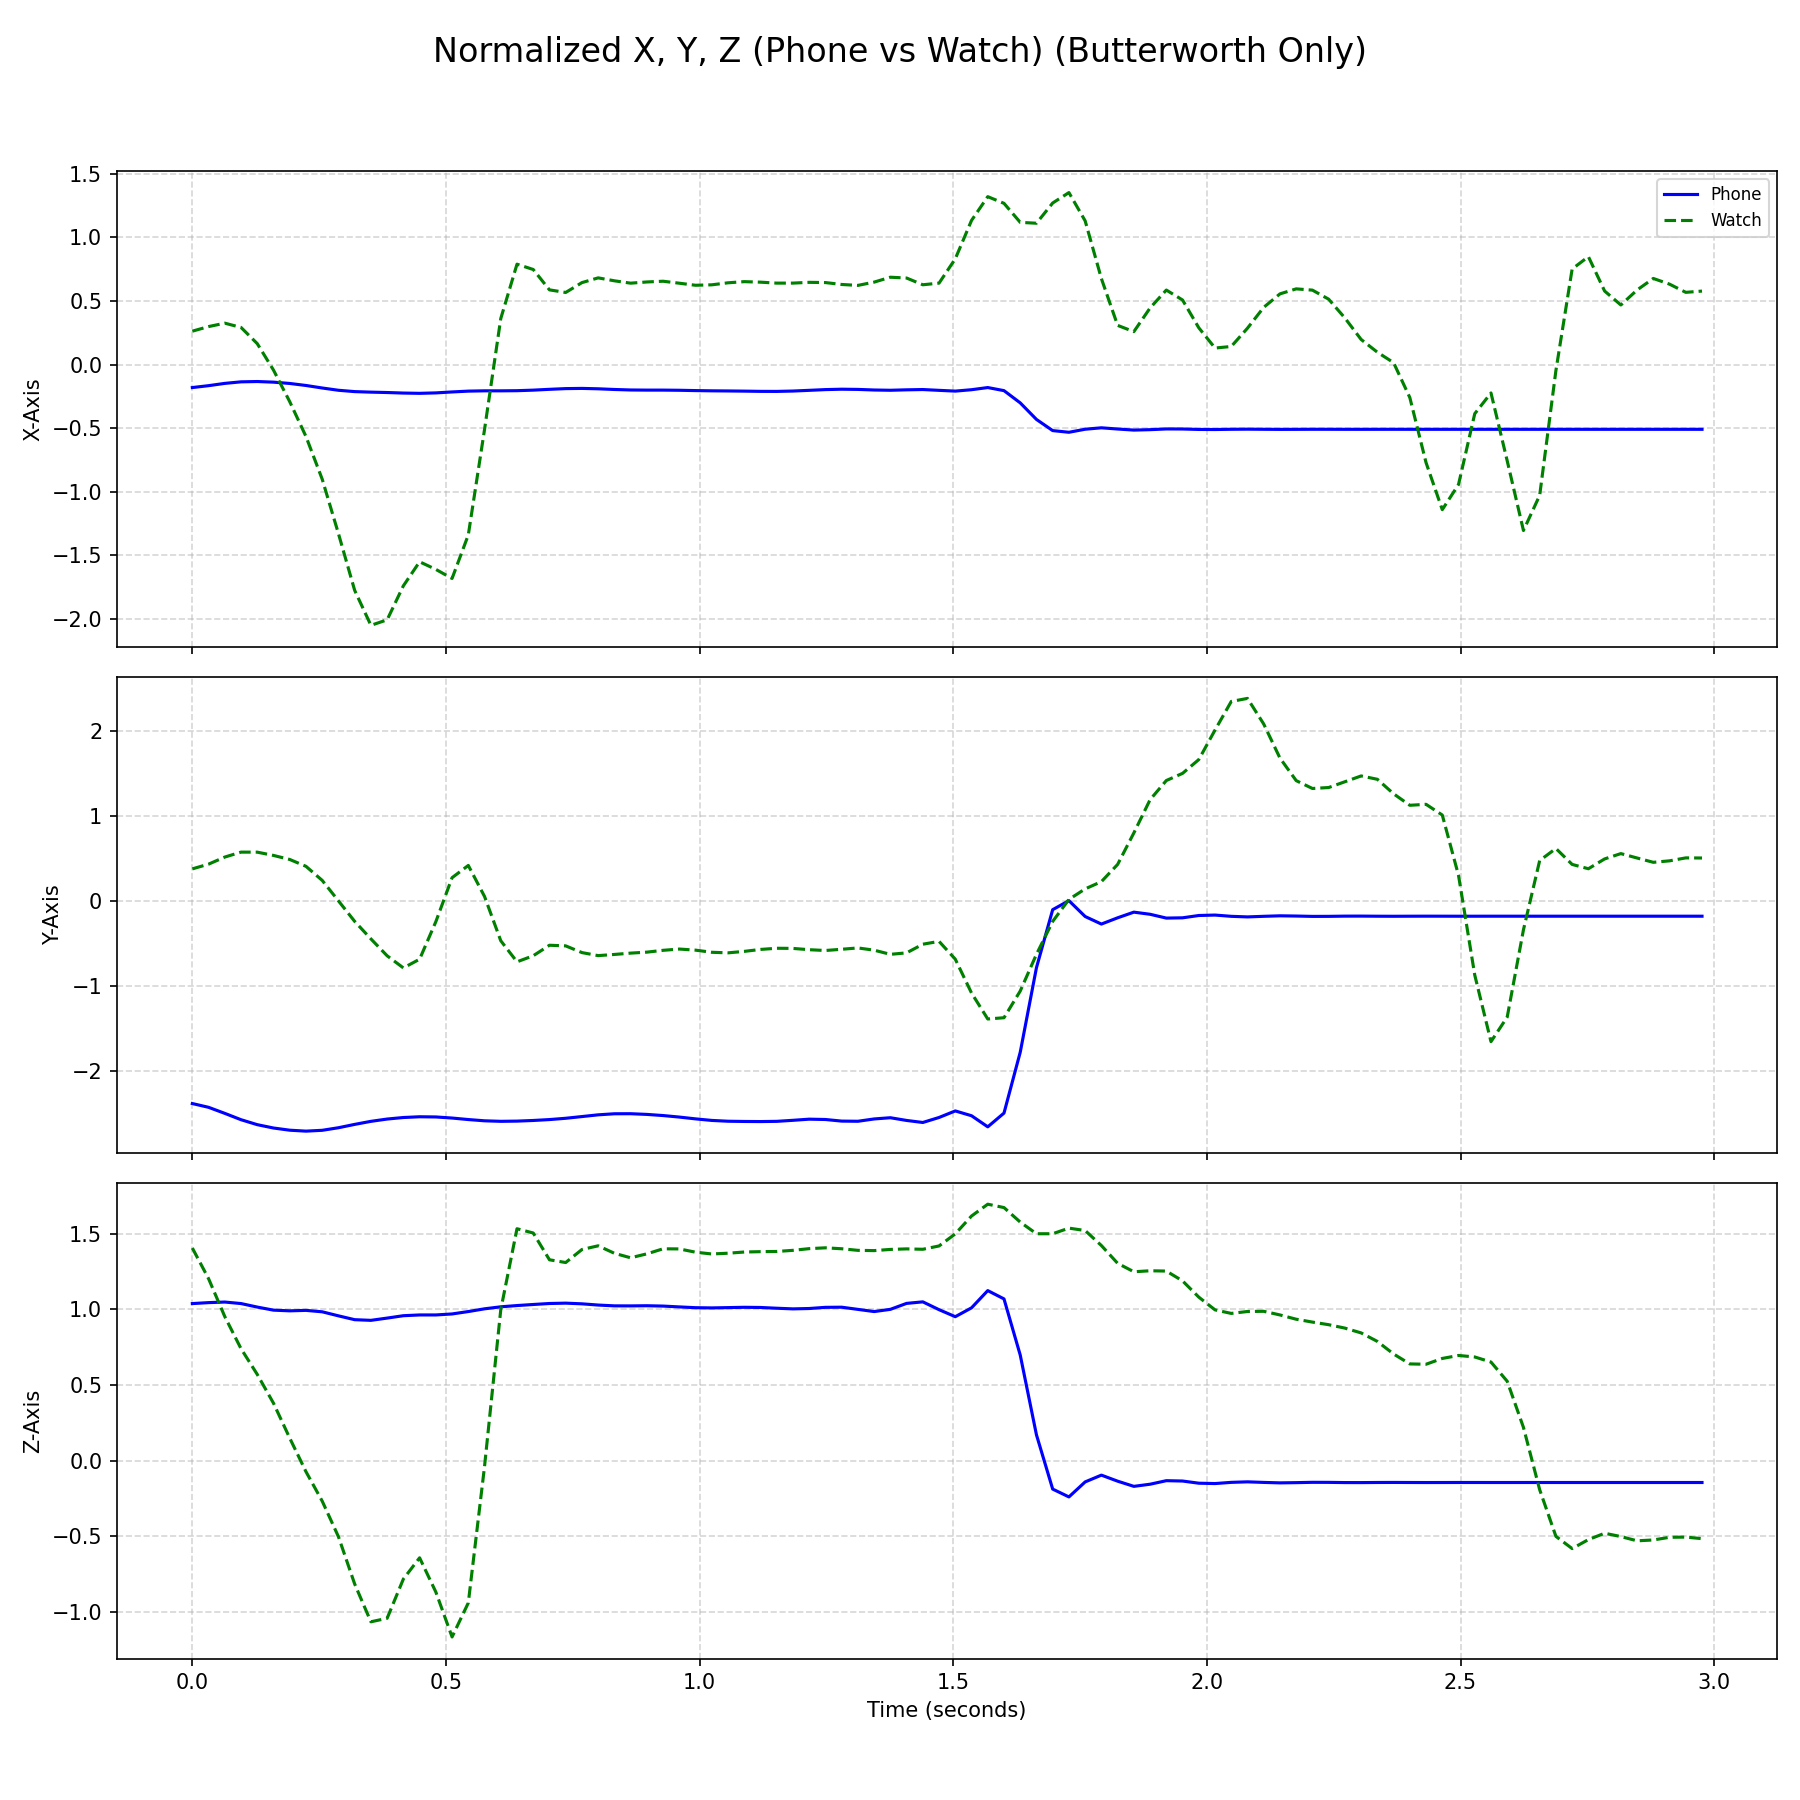 Normalized X, Y, Z (Phone vs Watch) (Butterworth Only)
Phone
Watch
1.5
1.0
0.5
0.0
−0.5
−1.0
−1.5
−2.0
X-Axis
2
1
0
−1
−2
Y-Axis
1.5
1.0
0.5
0.0
−0.5
−1.0
Z-Axis
0.0 0.5 1.0 1.5 2.0 2.5 3.0
Time (seconds)